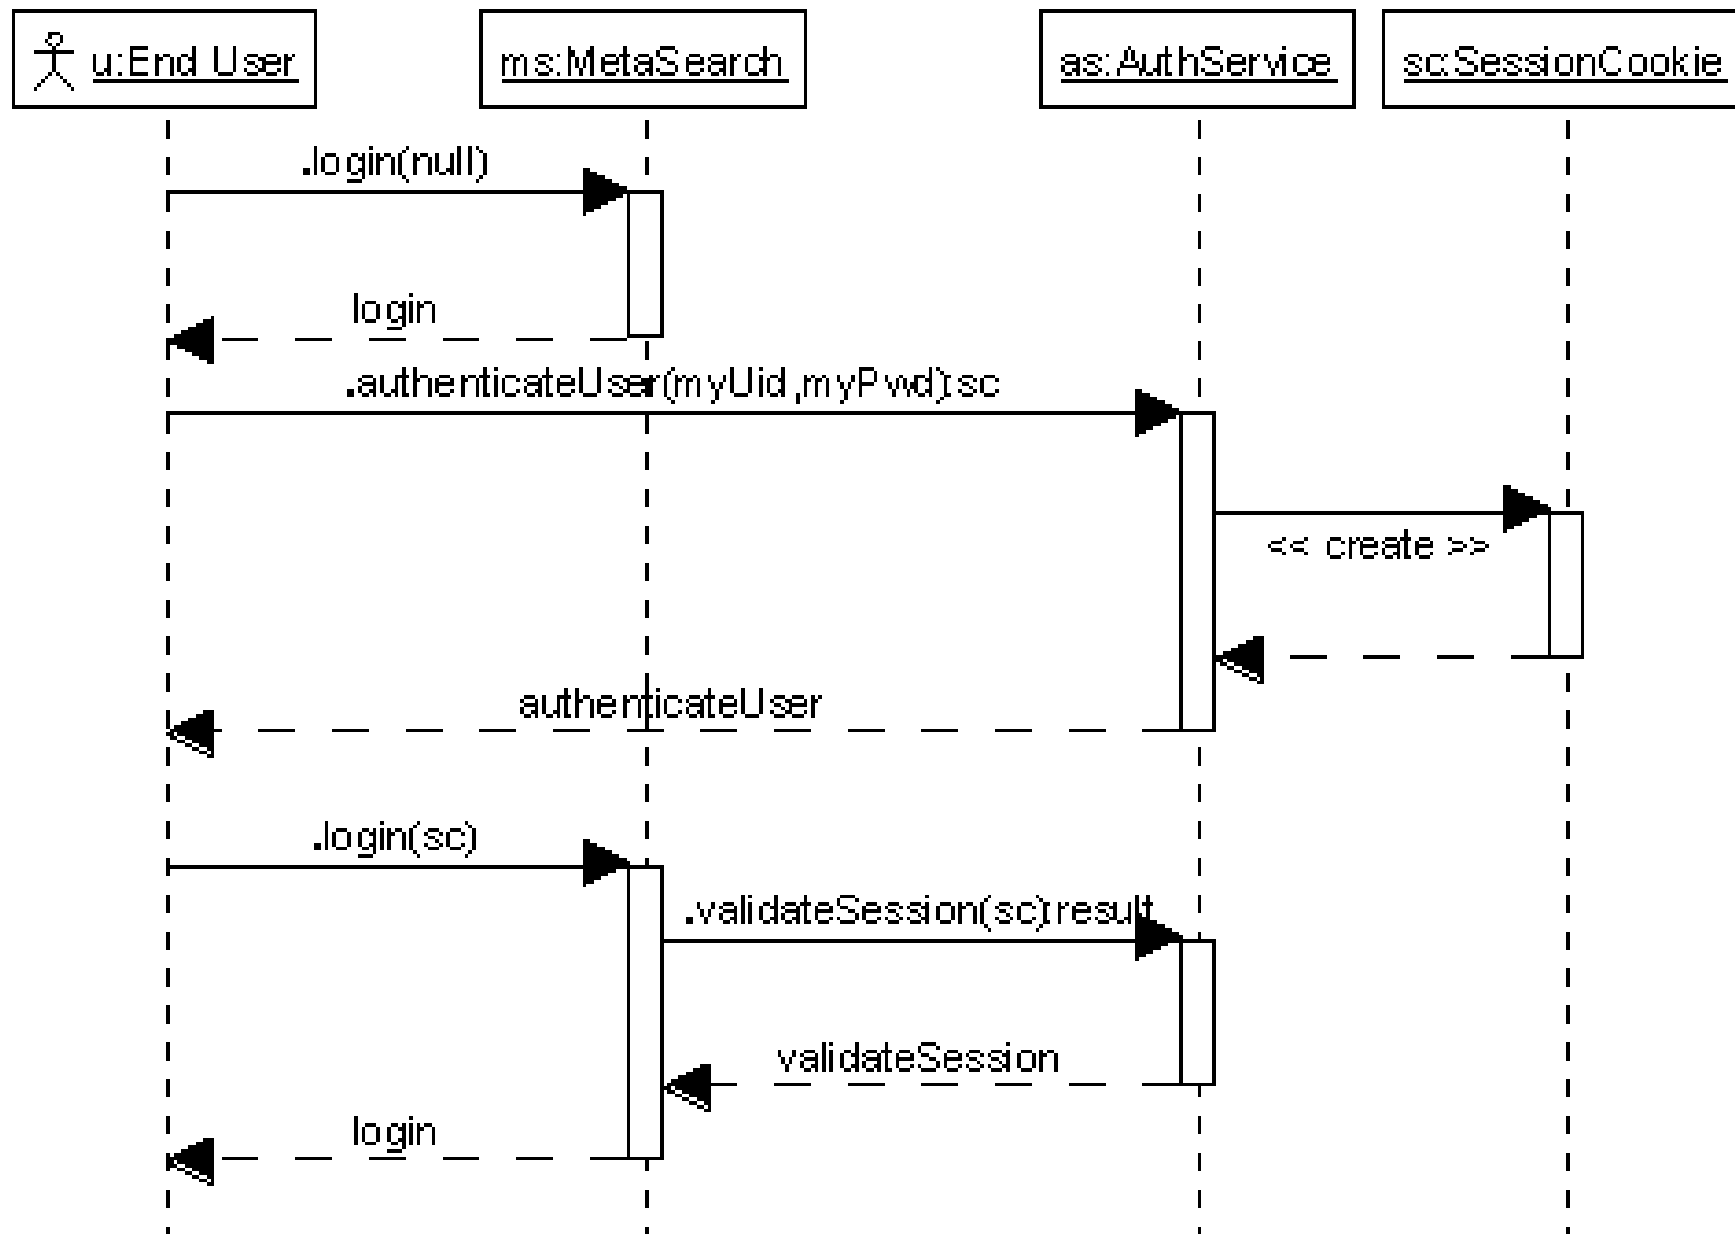 u:End User
ms:MetaSearch
as:AuthService
sc:SessionCookie
.login(null)
login
.authenticateUser(myUid,myPwd):sc
<< create >>
authenticateUser
.login(sc)
.validateSession(sc):result
validateSession
login